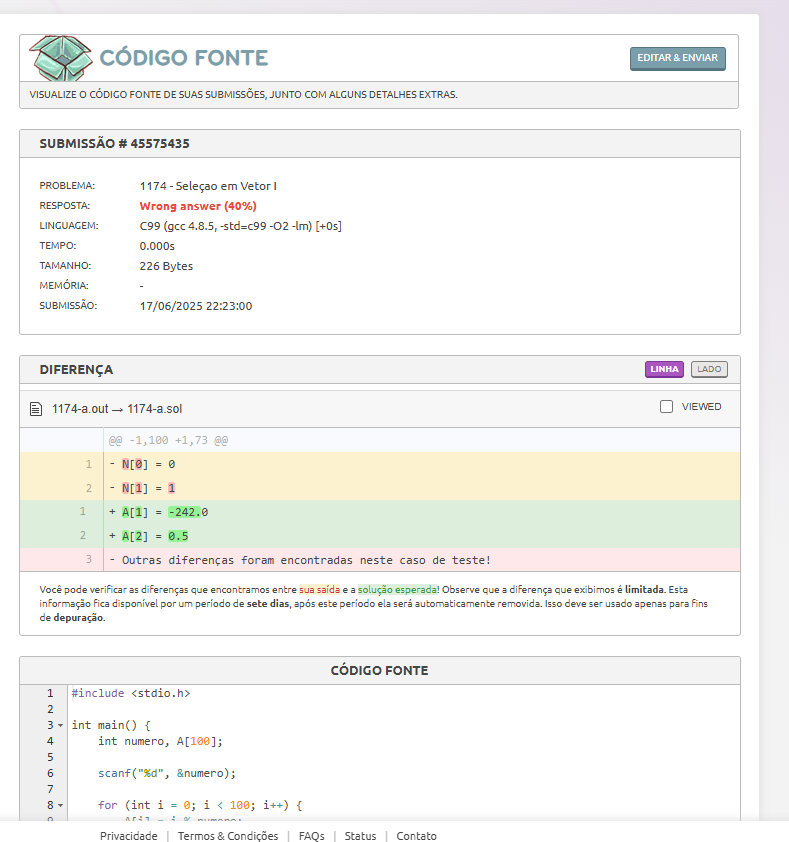 CÓDIGO FONTE
EDITAR & ENVIAR
VISUALIZE O CÓDIGO FONTE DE SUAS SUBMISSÕES, JUNTO COM ALGUNS DETALHES EXTRAS.
SUBMISSÃO # 45575435
PROBLEMA: 1174 - Seleçao em Vetor I
RESPOSTA: Wrong answer (40%)
LINGUAGEM: C99 (gcc 4.8.5, -std=c99 -O2 -lm) [+0s]
TEMPO: 0.000s
TAMANHO: 226 Bytes
MEMÓRIA: -
SUBMISSÃO: 17/06/2025 22:23:00
DIFERENÇA LINHA LADO
1174-a.out → 1174-a.sol VIEWED
@@ -1,100 +1,73 @@
1 - N[0] = 0
2 - N[1] = 1
1 + A[1] = -242.0
2 + A[2] = 0.5
3 - Outras diferenças foram encontradas neste caso de teste!
Você pode verificar as diferenças que encontramos entre sua saída e a solução esperada! Observe que a diferença que exibimos é limitada. Esta
informação fica disponível por um período de sete dias, após este período ela será automaticamente removida. Isso deve ser usado apenas para fins
de depuração.
CÓDIGO FONTE
1 #include <stdio.h>
2
3 int main() {
4 int numero, A[100];
5
6 scanf("%d", &numero);
7
8 for (int i = 0; i < 100; i++) {
9 A[i] = i % numero;
Privacidade | Termos & Condições | FAQs | Status | Contato